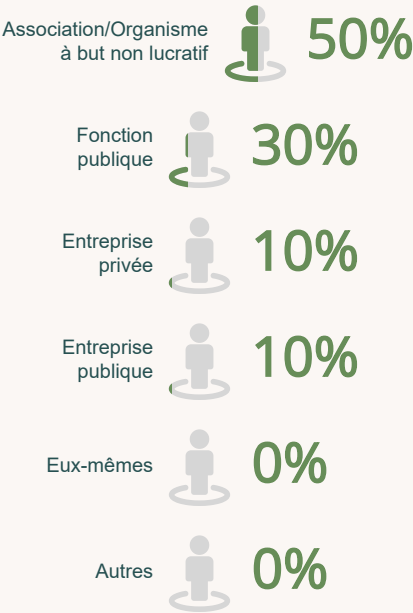 Association/Organisme
à but non lucratif
50%
Fonction
publique
30%
Entreprise
privée
10%
Entreprise
publique
10%
Eux-mêmes
0%
Autres
0%